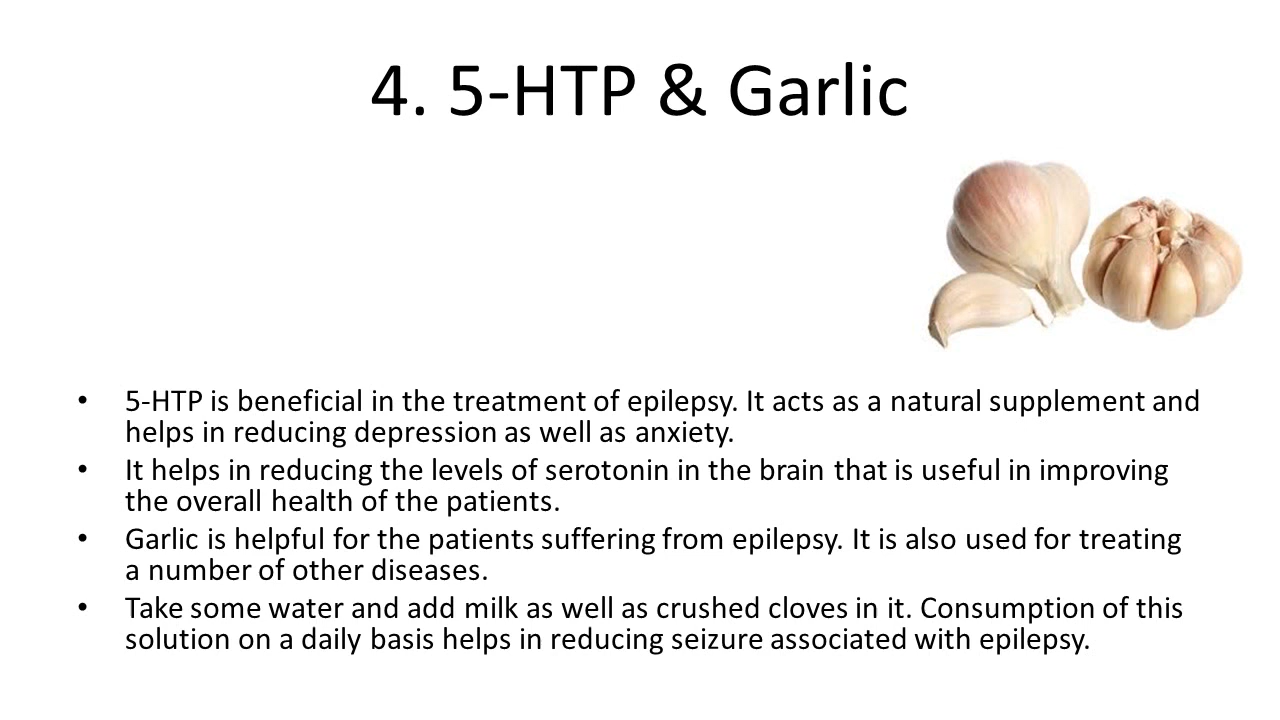 4. 5-HTP & Garlic
• 5-HTP is beneficial in the treatment of epilepsy. It acts as a natural supplement and
helps in reducing depression as well as anxiety.
• It helps in reducing the levels of serotonin in the brain that is useful in improving
the overall health of the patients.
• Garlic is helpful for the patients suffering from epilepsy. It is also used for treating
a number of other diseases.
• Take some water and add milk as well as crushed cloves in it. Consumption of this
solution on a daily basis helps in reducing seizure associated with epilepsy.